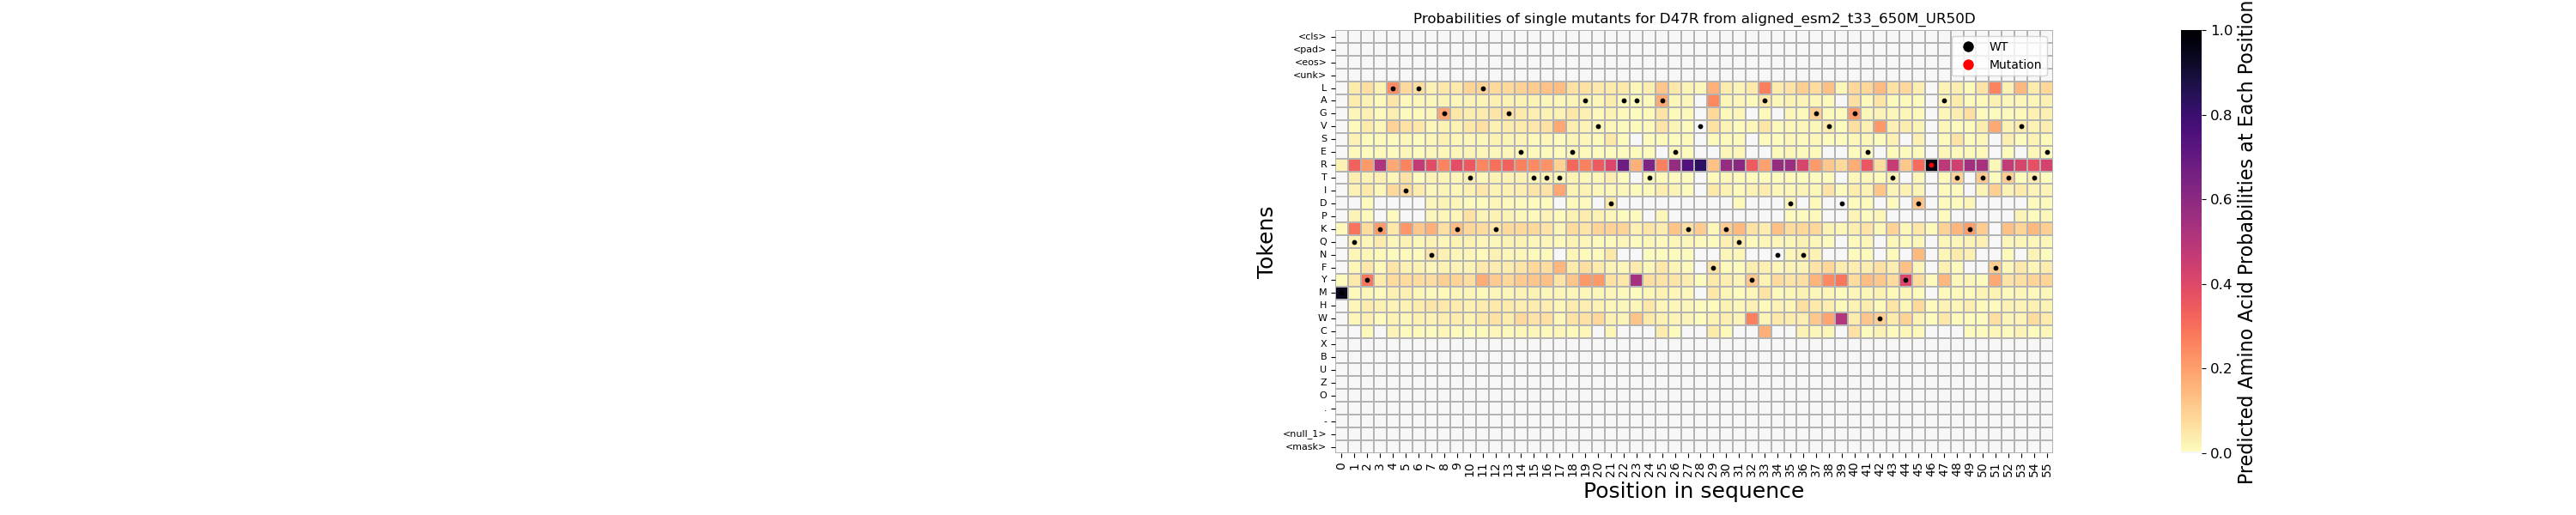 Probabilities of single mutants for D47R from aligned_esm2_t33_650M_UR50D
Tokens
<cls>
<pad>
<eos>
<unk>
L
A
G
V
S
E
R
T
I
D
P
K
Q
N
F
Y
M
H
W
C
X
B
U
Z
O
.
-
<null_1>
<mask>
WT
Mutation
0 1 2 3 4 5 6 7 8 9 10 11 12 13 14 15 16 17 18 19 20 21 22 23 24 25 26 27 28 29 30 31 32 33 34 35 36 37 38 39 40 41 42 43 44 45 46 47 48 49 50 51 52 53 54 55
Position in sequence
1.0
0.8
0.6
0.4
0.2
0.0
Predicted Amino Acid Probabilities at Each Position